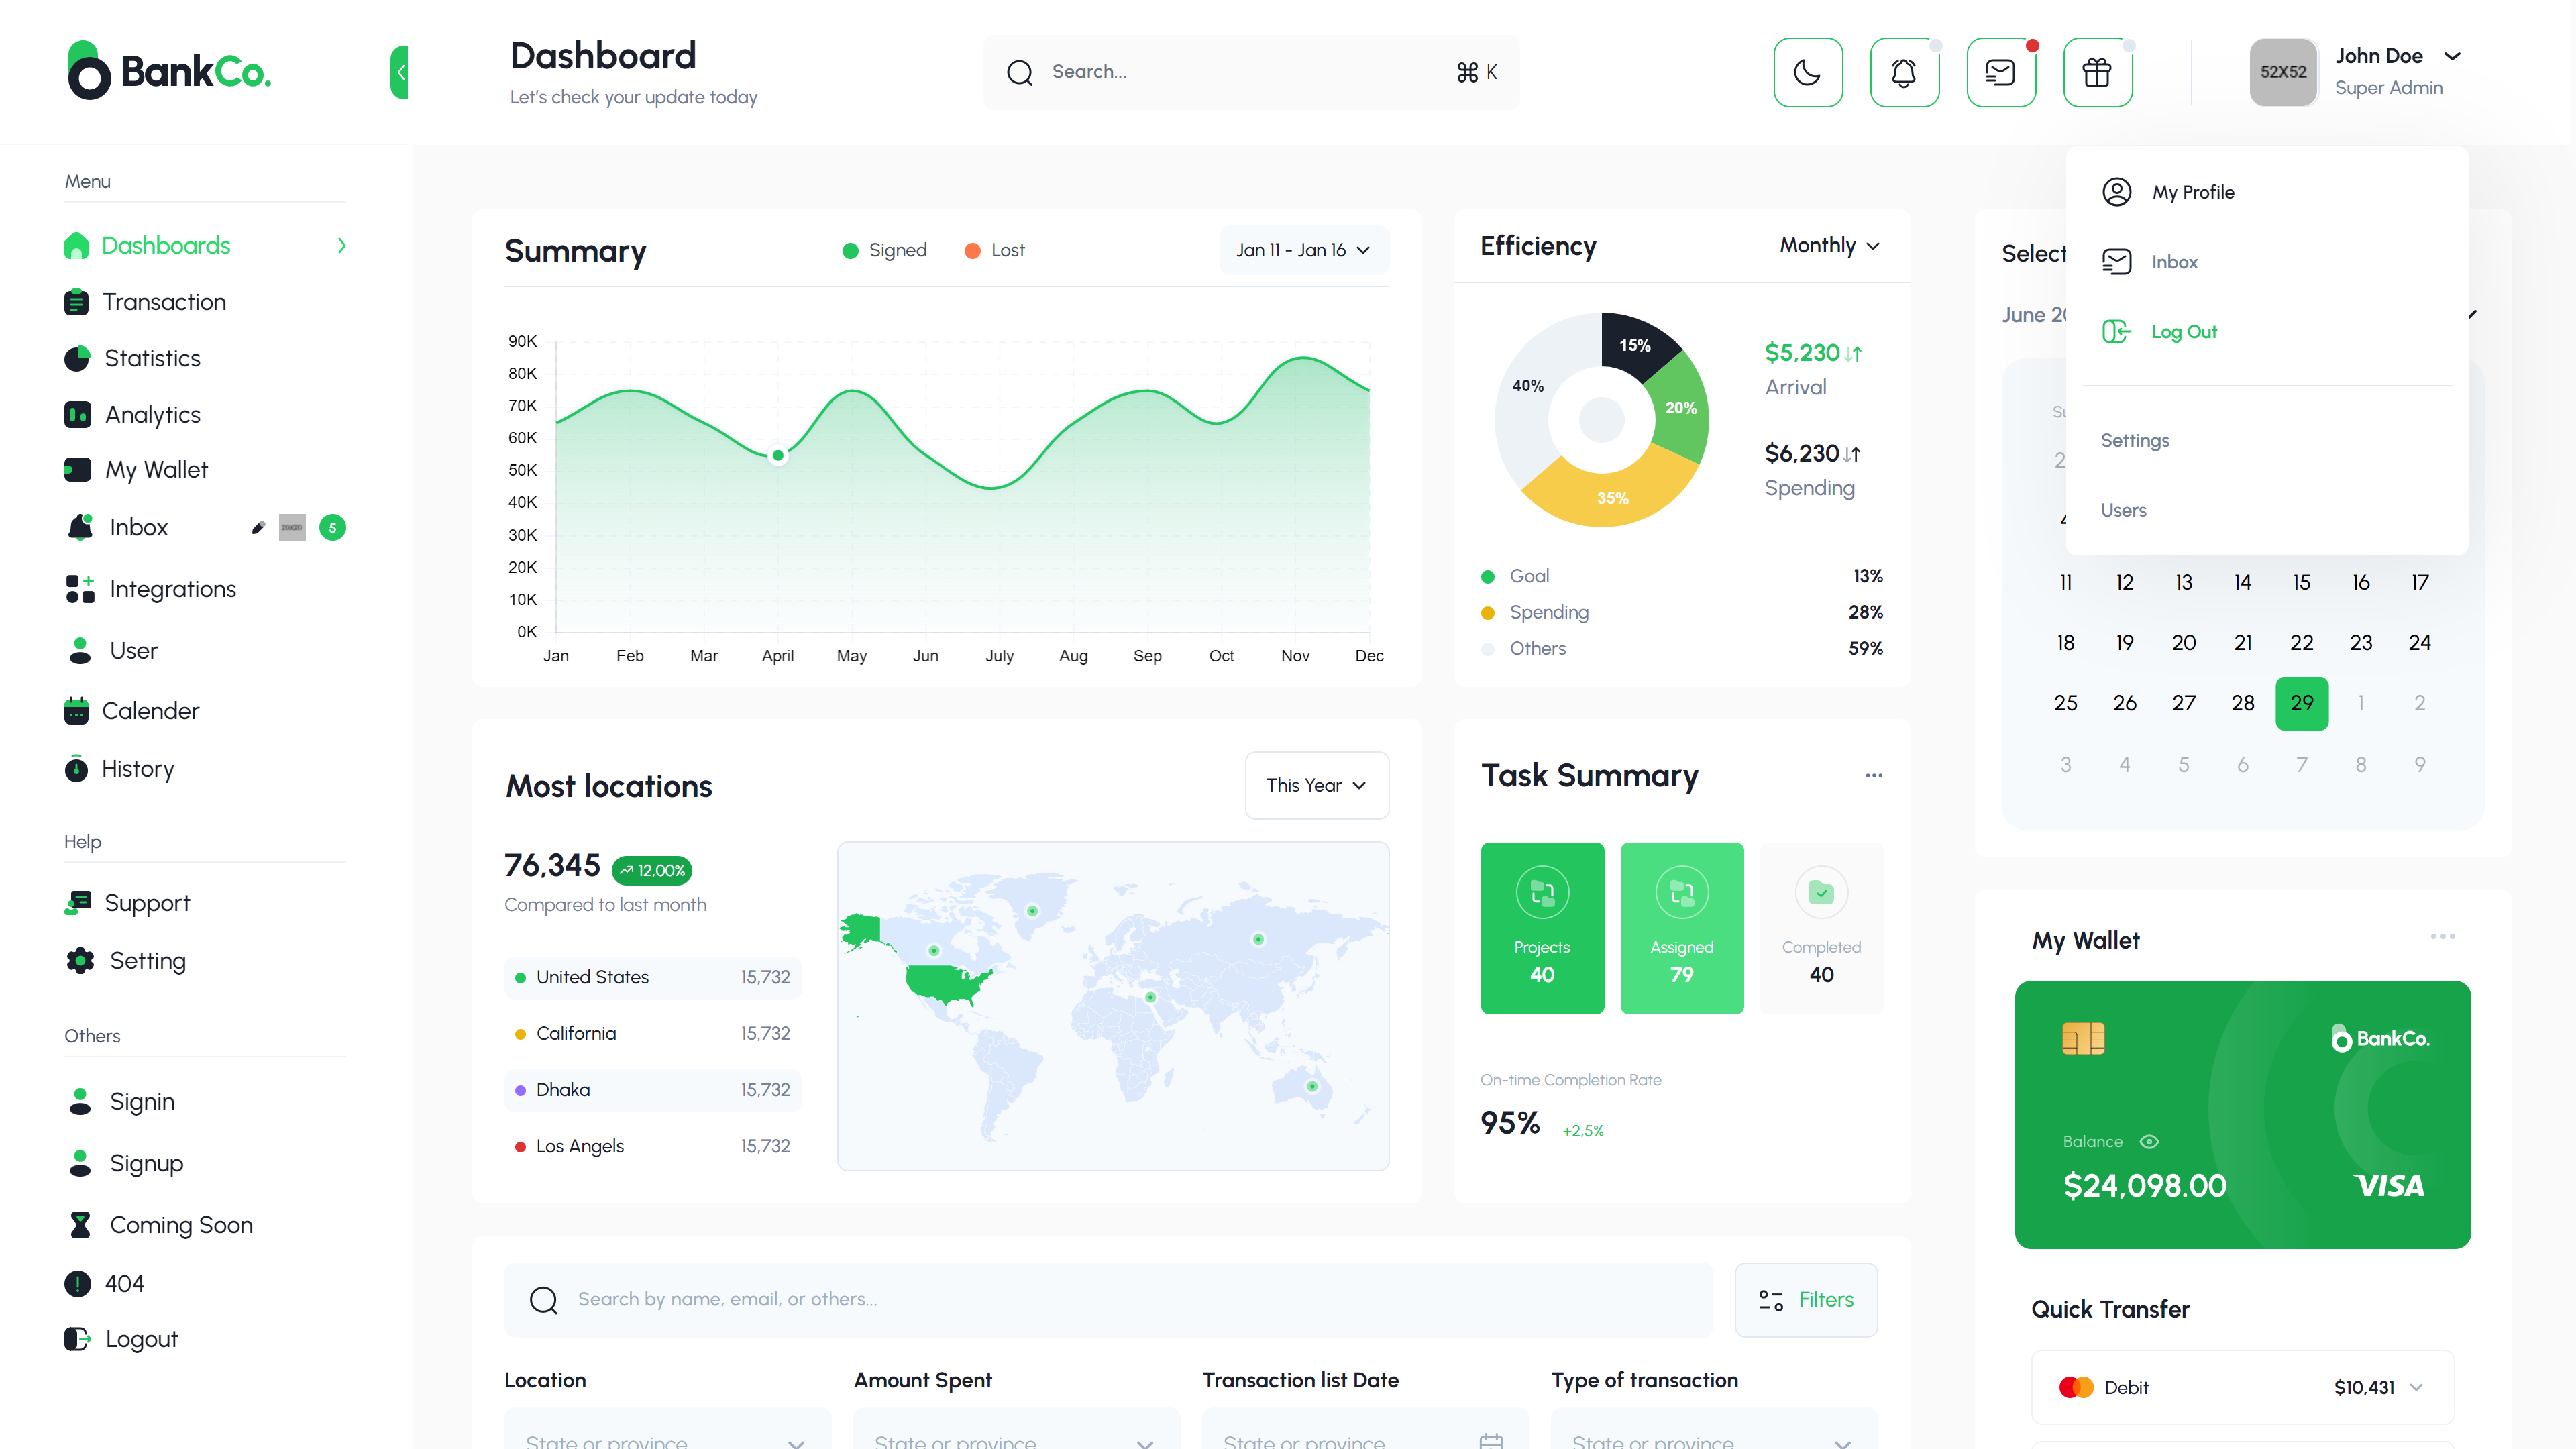 BankCo.
Dashboard
Let's check your update today
Search...
⌘ K
52X52
John Doe
Super Admin
Menu
Dashboards
Transaction
Statistics
Analytics
My Wallet
Inbox
20X20
5
Integrations
User
Calender
History
Help
Support
Setting
Others
Signin
Signup
Coming Soon
404
Logout
Summary
Signed
Lost
Jan 11 - Jan 16
90K
80K
70K
60K
50K
40K
30K
20K
10K
0K
Jan Feb Mar April May Jun July Aug Sep Oct Nov Dec
Efficiency
Monthly
15%
20%
35%
40%
$5,230
Arrival
$6,230
Spending
Goal 13%
Spending 28%
Others 59%
Select
June 20
My Profile
Inbox
Log Out
Settings
Users
11 12 13 14 15 16 17
18 19 20 21 22 23 24
25 26 27 28 29 1 2
3 4 5 6 7 8 9
Most locations
This Year
76,345
12,00%
Compared to last month
United States 15,732
California 15,732
Dhaka 15,732
Los Angels 15,732
Task Summary
...
Projects
40
Assigned
79
Completed
40
On-time Completion Rate
95%
+2,5%
My Wallet
...
BankCo.
Balance
$24,098.00
VISA
Quick Transfer
Debit
$10,431
Search by name, email, or others...
Filters
Location
State or province
Amount Spent
State or province
Transaction list Date
State or province
Type of transaction
State or province